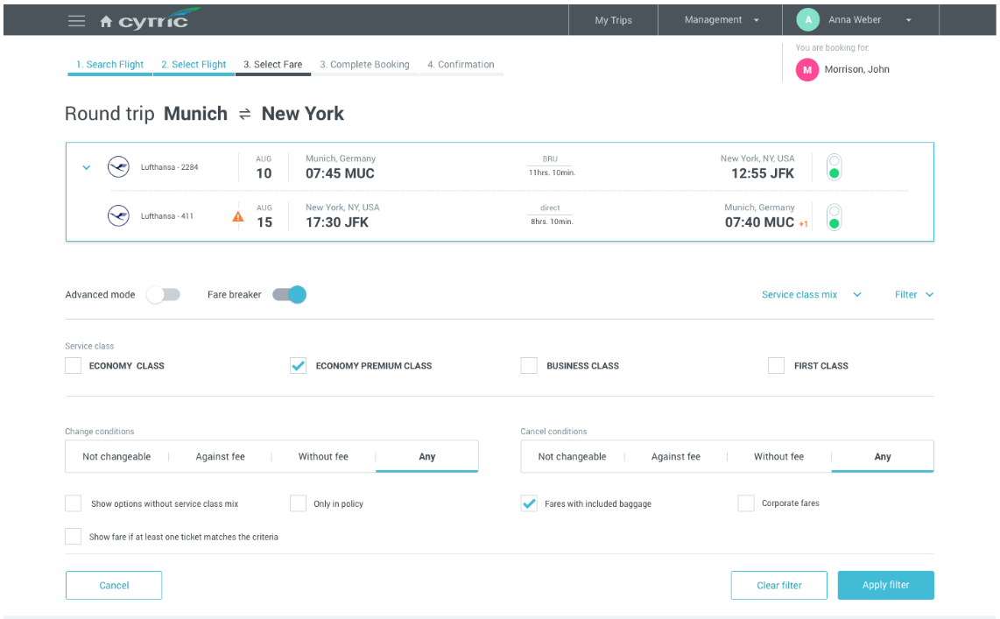 cytric
My Trips
Management
A
Anna Weber
1. Search Flight
2. Select Flight
3. Select Fare
3. Complete Booking
4. Confirmation
You are booking for:
M
Morrison, John
Round trip Munich ⇌ New York
Lufthansa - 2284
AUG
10
Munich, Germany
07:45 MUC
BRU
11hrs. 10min.
New York, NY, USA
12:55 JFK
Lufthansa - 411
AUG
15
New York, NY, USA
17:30 JFK
direct
8hrs. 10min.
Munich, Germany
07:40 MUC +1
Advanced mode
Fare breaker
Service class mix
Filter
Service class
ECONOMY CLASS
ECONOMY PREMIUM CLASS
BUSINESS CLASS
FIRST CLASS
Change conditions
Not changeable
Against fee
Without fee
Any
Cancel conditions
Not changeable
Against fee
Without fee
Any
Show options without service class mix
Only in policy
Fares with included baggage
Corporate fares
Show fare if at least one ticket matches the criteria
Cancel
Clear filter
Apply filter